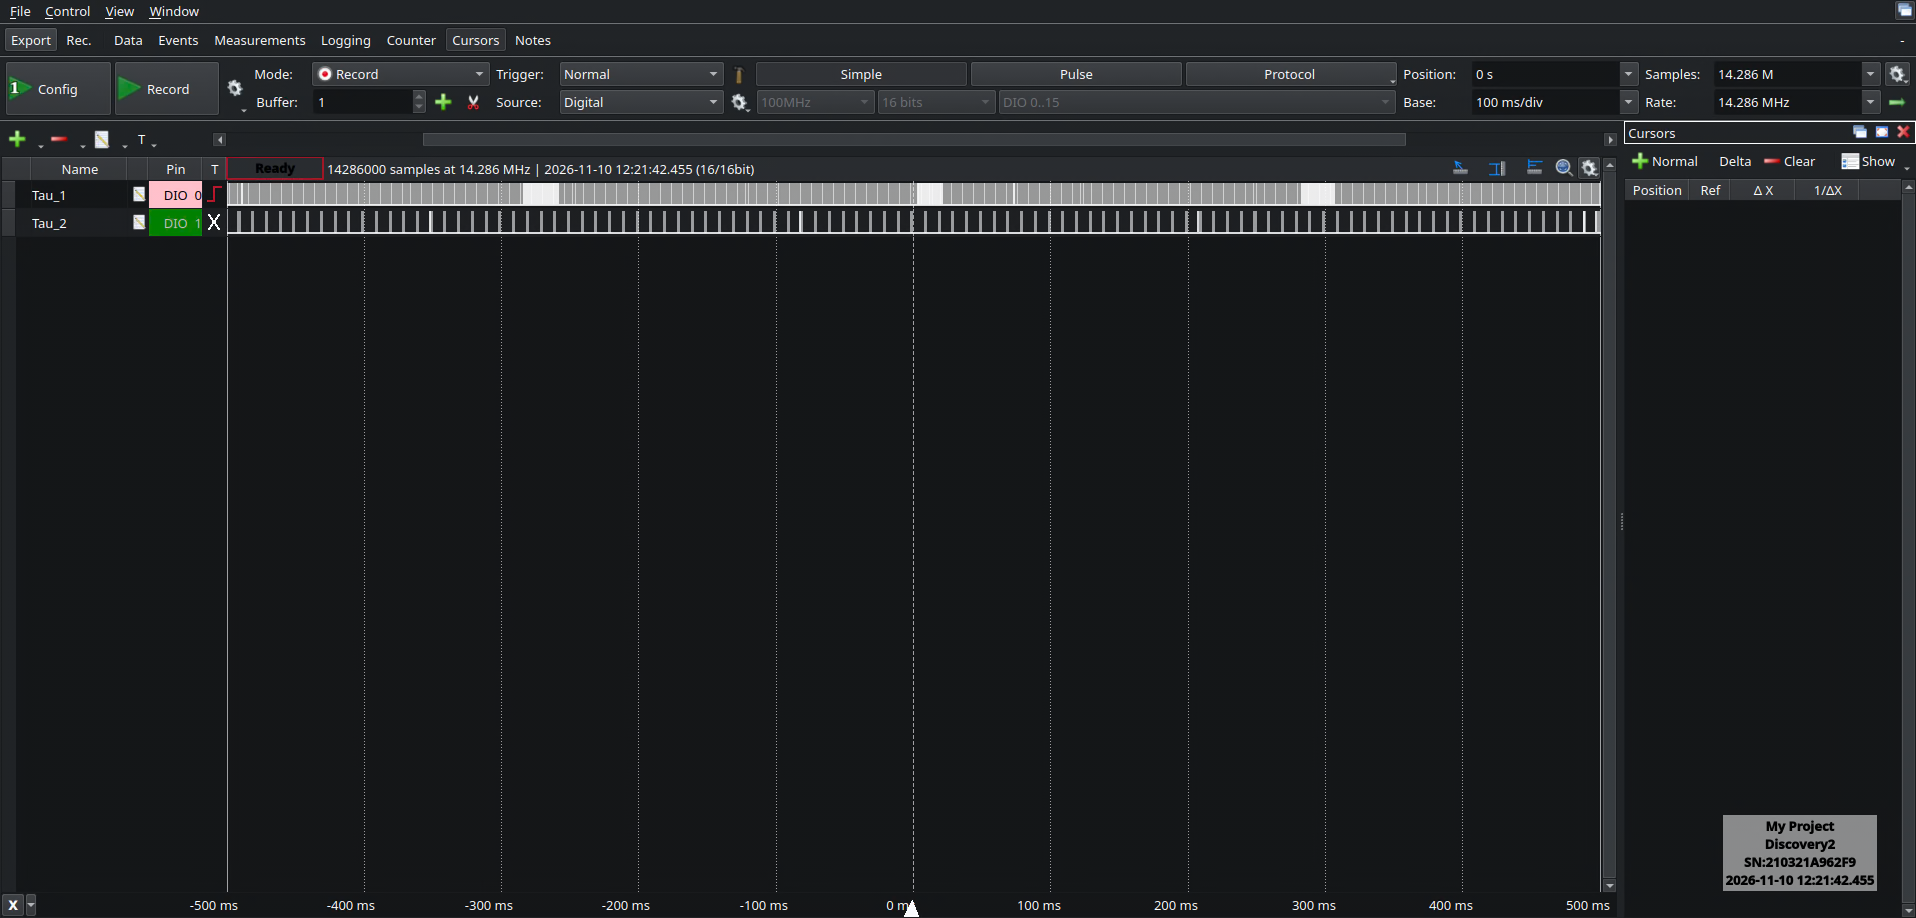 File Control View Window
Export Rec. Data Events Measurements Logging Counter Cursors Notes -
1 Config Record Mode: Record Trigger: Normal Simple Pulse Protocol Position: 0 s Samples: 14.286 M
Buffer: 1 Source: Digital 100MHz 16 bits DIO 0..15 Base: 100 ms/div Rate: 14.286 MHz
T
Cursors
Normal Delta Clear Show
Name Pin T Ready 14286000 samples at 14.286 MHz | 2026-11-10 12:21:42.455 (16/16bit)
Position Ref Δ X 1/ΔX
Tau_1 DIO 0
Tau_2 DIO 1 X
My Project
Discovery2
SN:210321A962F9
2026-11-10 12:21:42.455
X -500 ms -400 ms -300 ms -200 ms -100 ms 0 m 100 ms 200 ms 300 ms 400 ms 500 ms